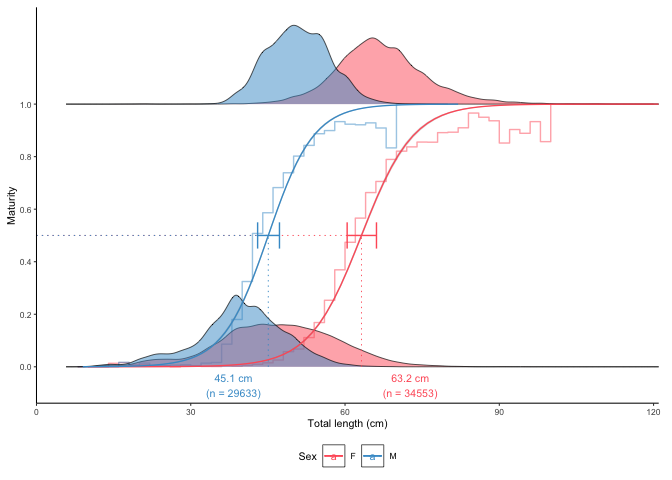 1.0
0.8
0.6
0.4
0.2
0.0
Maturity
45.1 cm
(n = 29633)
63.2 cm
(n = 34553)
0 30 60 90 120
Total length (cm)
Sex a F a M